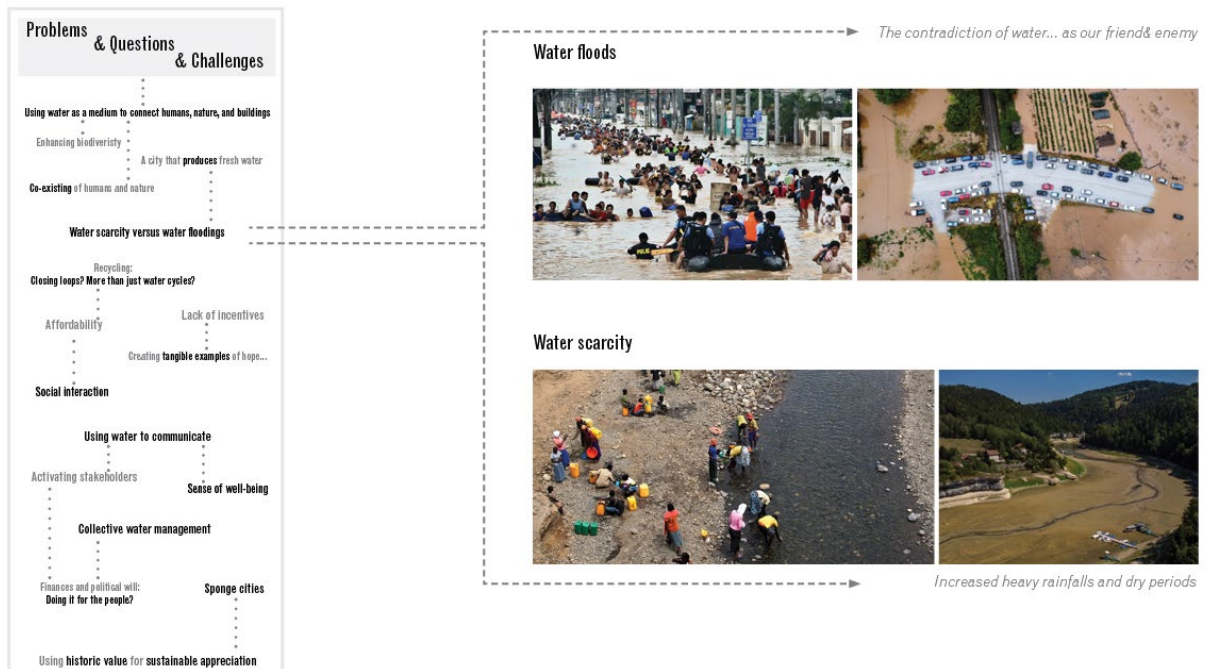 Problems
& Questions
& Challenges
Using water as a medium to connect humans, nature, and buildings
Enhancing biodiveristy
A city that produces fresh water
Co-existing of humans and nature
Water scarcity versus water floodings
Recycling:
Closing loops? More than just water cycles?
Affordability
Lack of incentives
Creating tangible examples of hope...
Social interaction
Using water to communicate
Activating stakeholders
Sense of well-being
Collective water management
Finances and political will:
Doing it for the people?
Sponge cities
Using historic value for sustainable appreciation
The contradiction of water... as our friend& enemy
Water floods
Water scarcity
Increased heavy rainfalls and dry periods